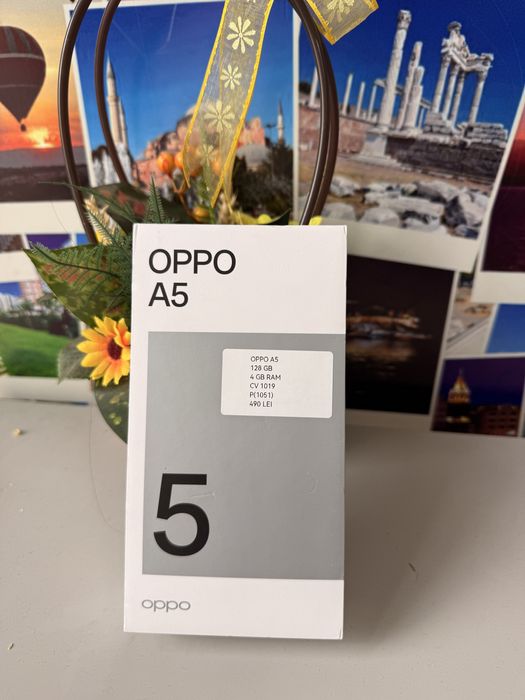 OPPO
A5
OPPO A5
128 GB
4 GB RAM
CV 1019
P(1051)
490 LEI
5
oppo